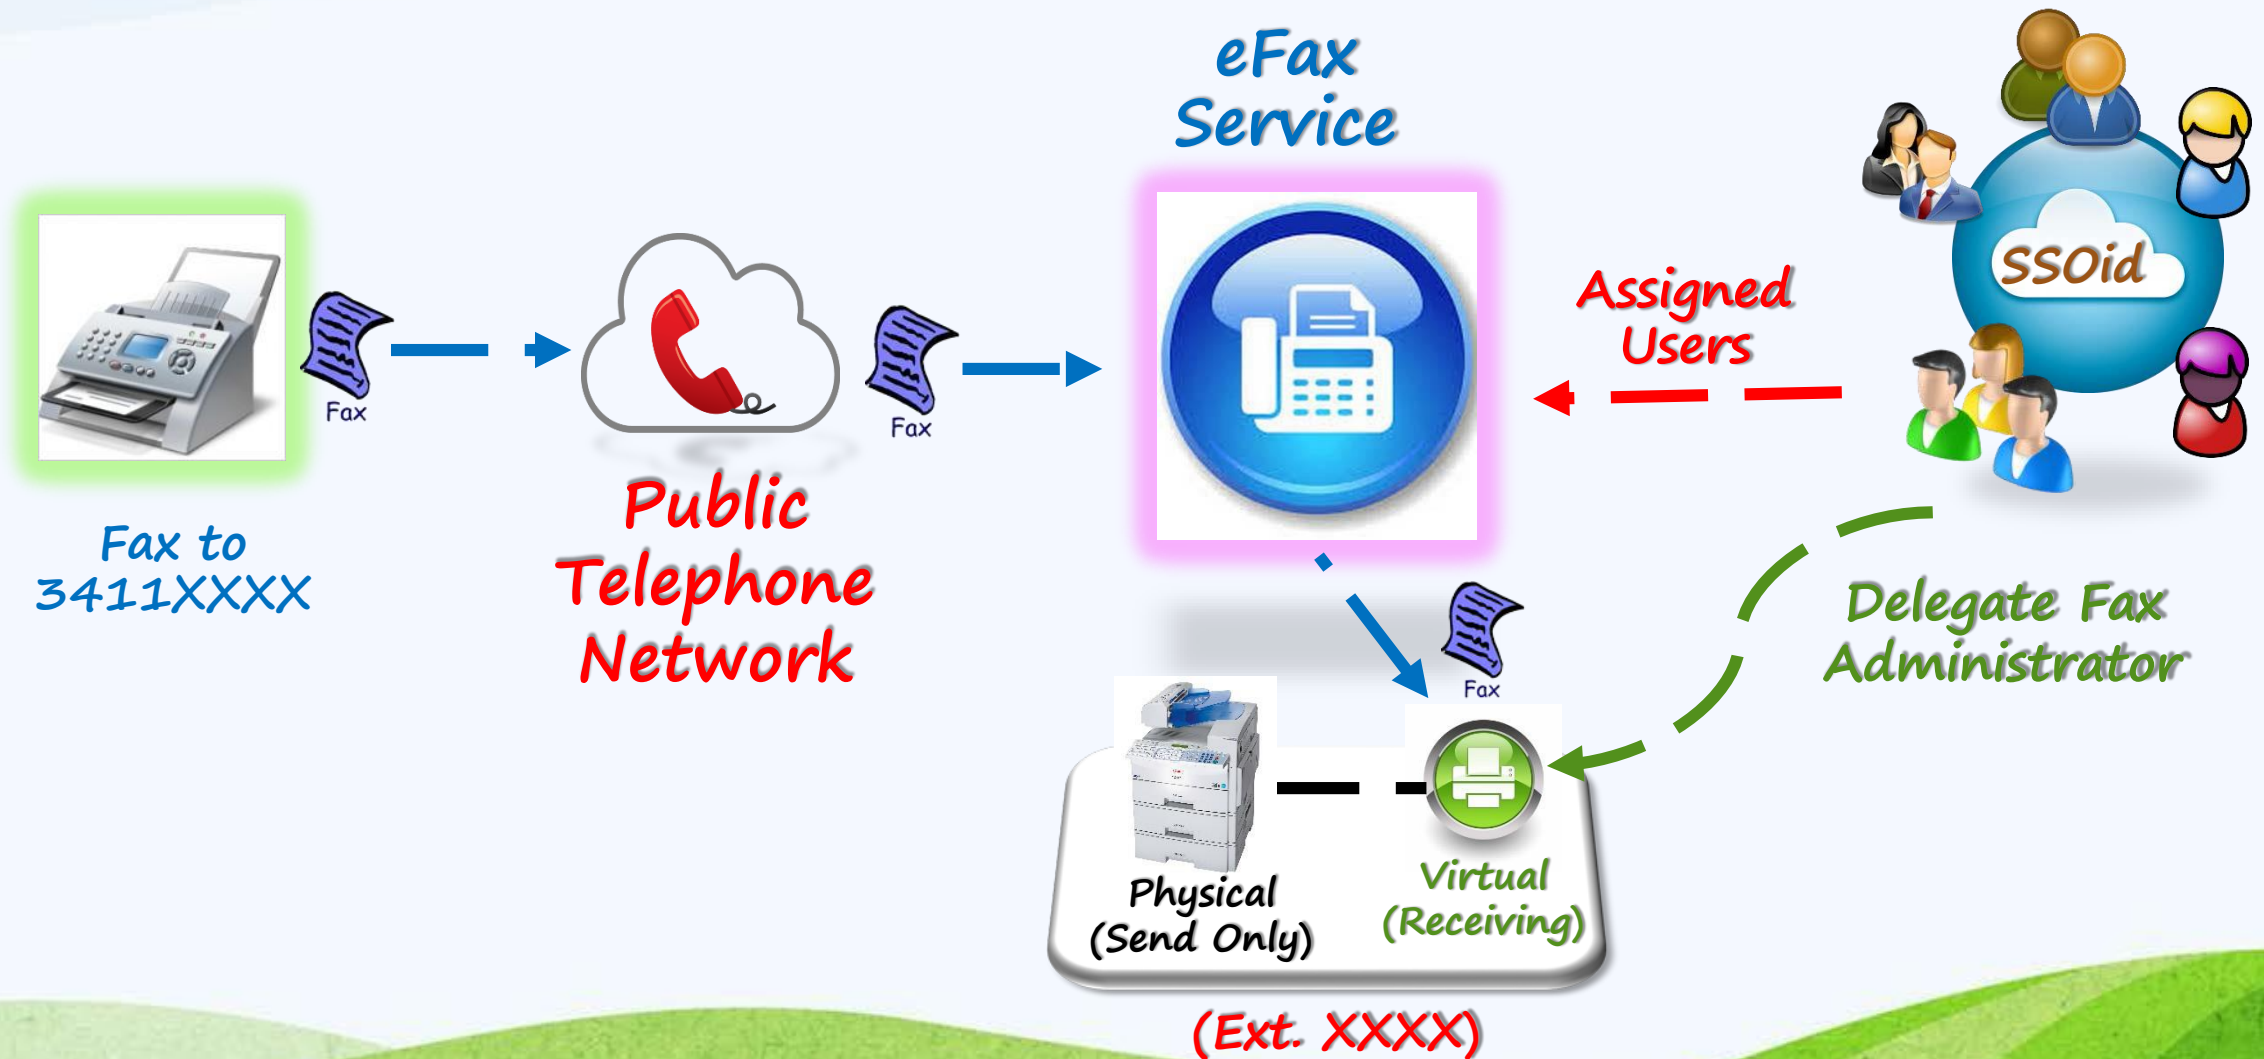 eFax
Service
SSOid
Assigned
Users
Fax
Fax
Fax to
3411XXXX
Public
Telephone
Network
Delegate Fax
Administrator
Fax
Physical
(Send Only)
Virtual
(Receiving)
(Ext. XXXX)